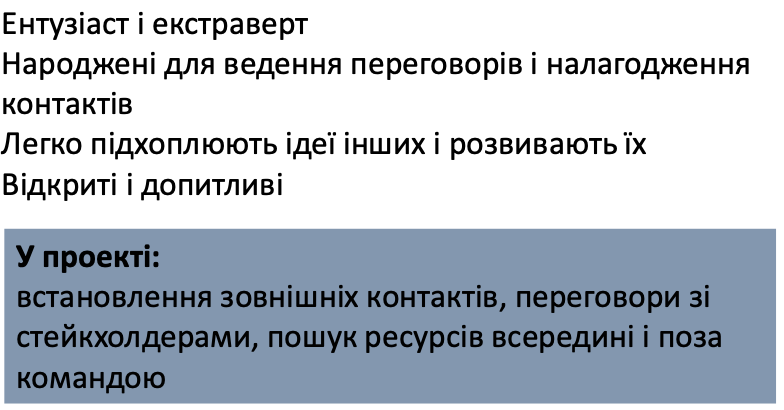 Ентузіаст і екстраверт
Народжені для ведення переговорів і налагодження
контактів
Легко підхоплюють ідеї інших і розвивають їх
Відкриті і допитливі
У проекті:
встановлення зовнішніх контактів, переговори зі
стейкхолдерами, пошук ресурсів всередині і поза
командою